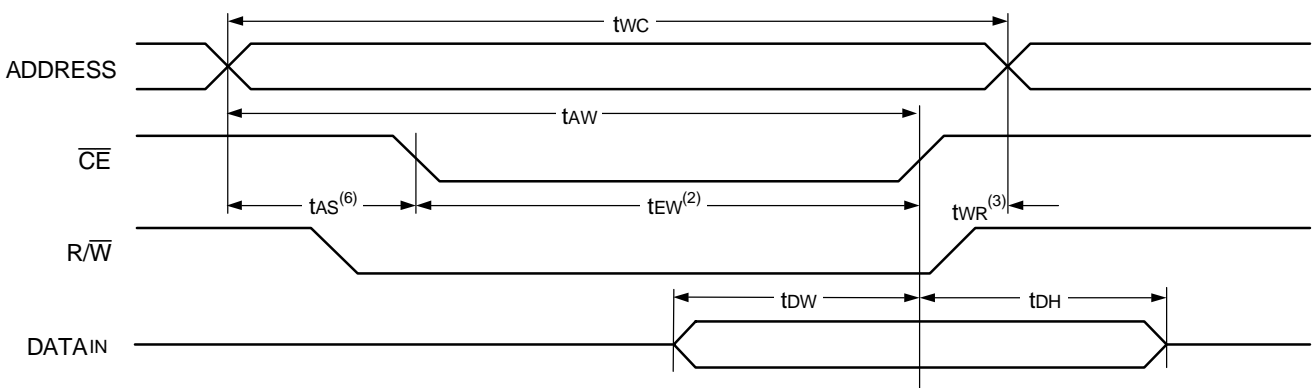 tWC
ADDRESS
tAW
CE
tAS(6) tEW(2) tWR(3)
R/W
tDW tDH
DATAIN